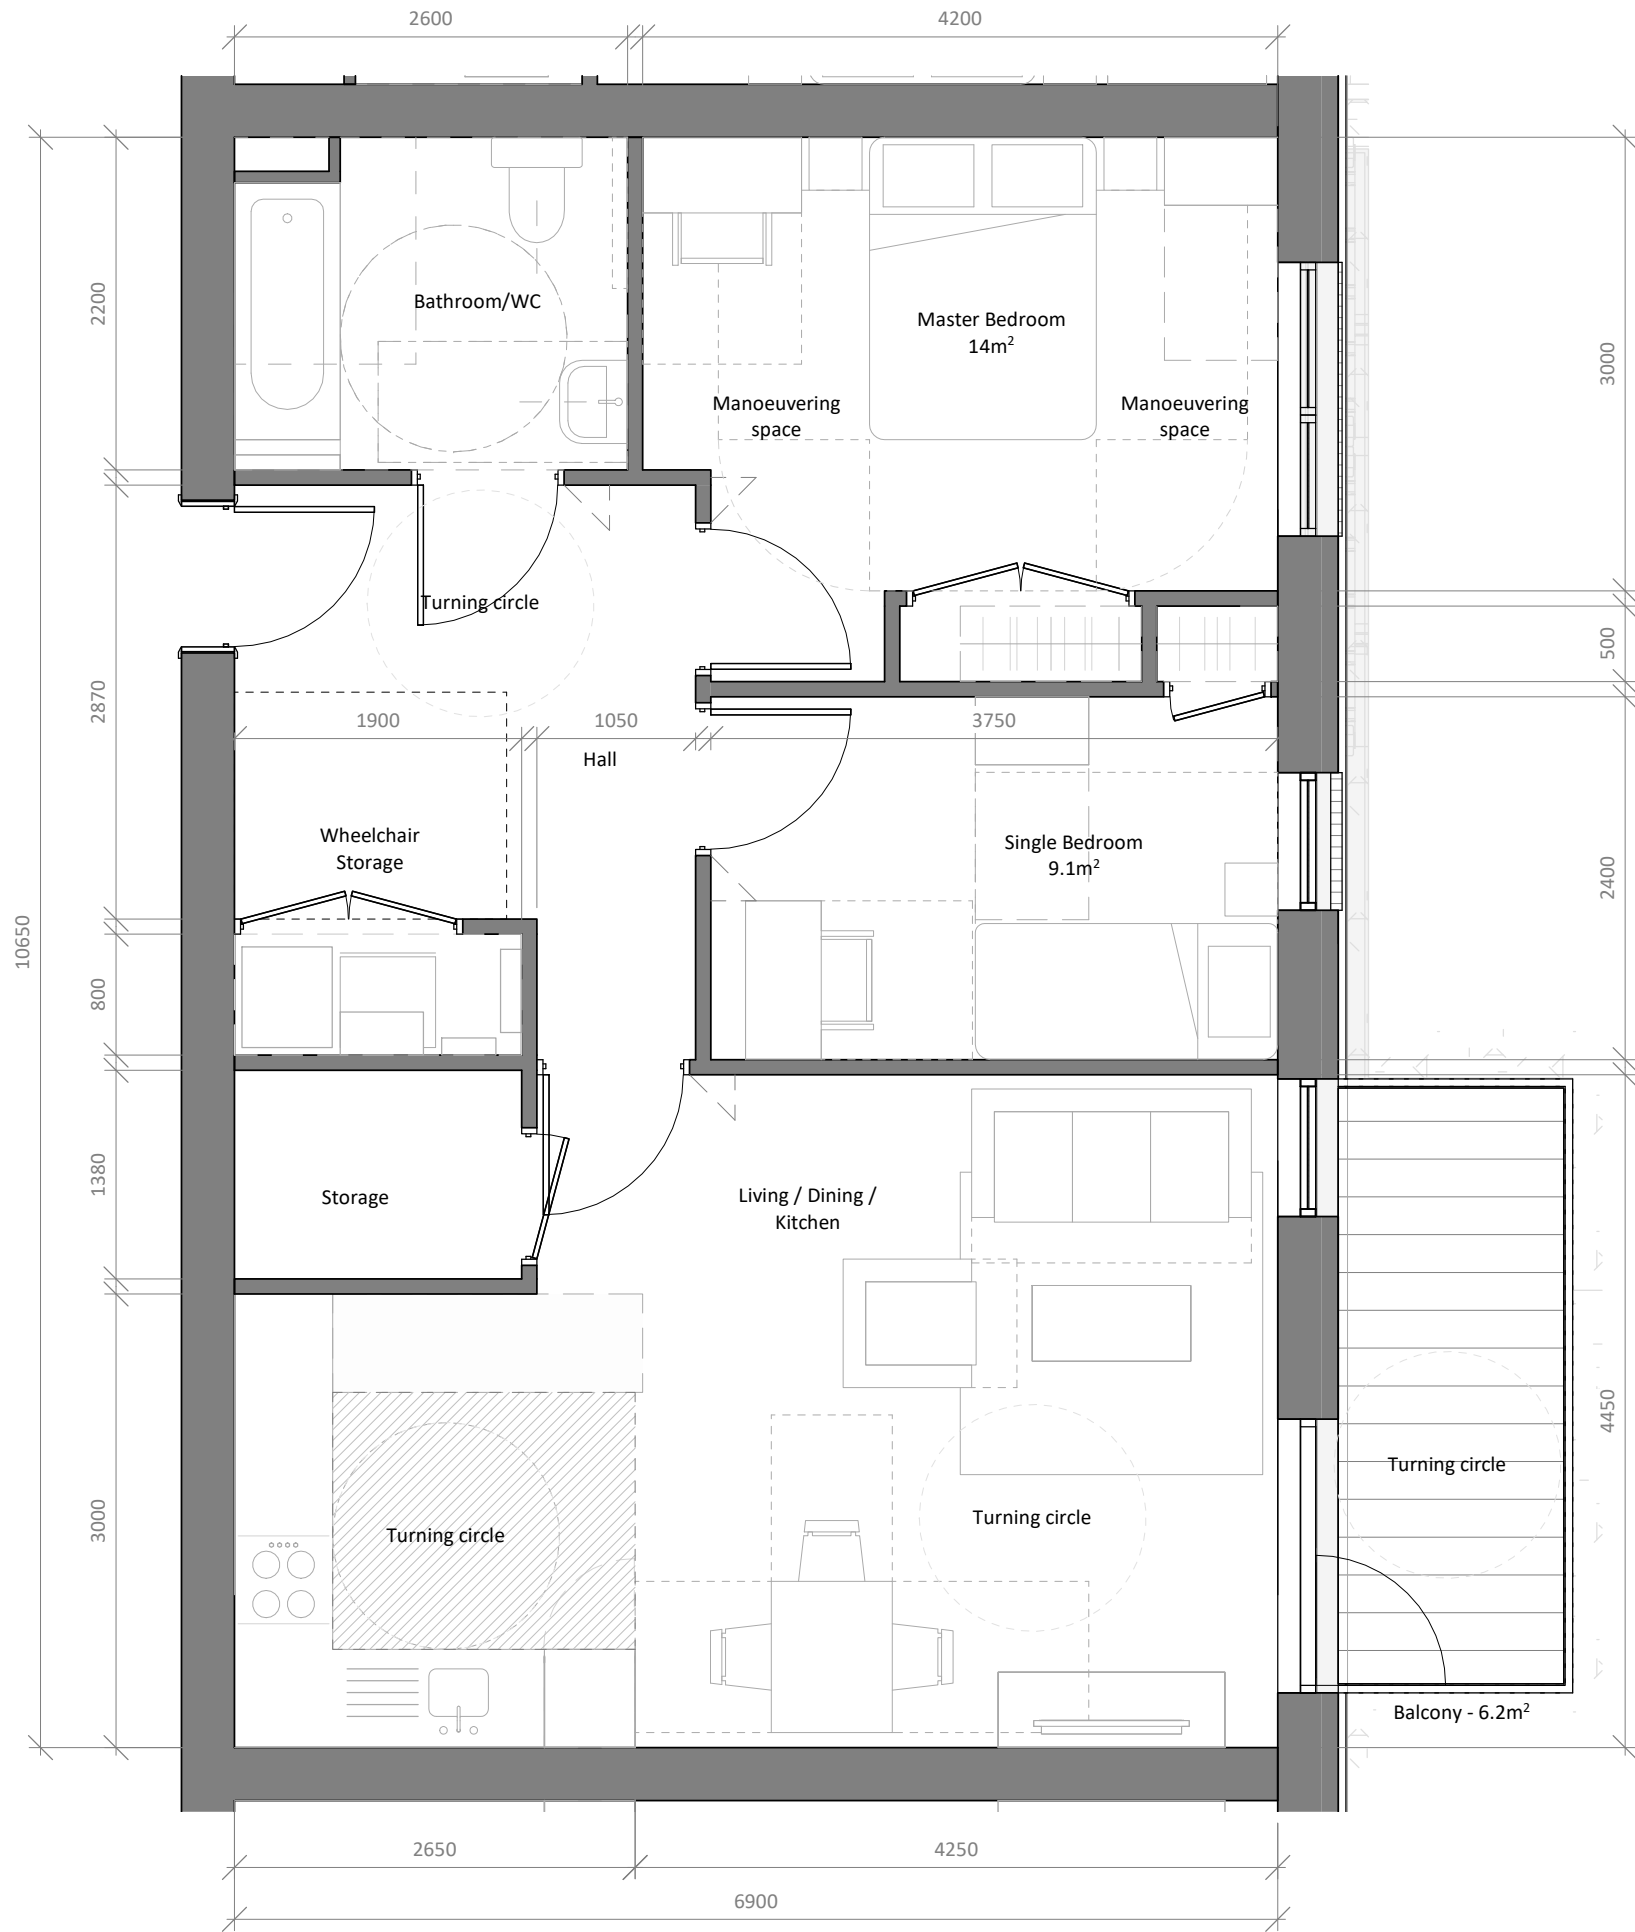 2600
4200
2200
Bathroom/WC
Master Bedroom
14m²
3000
Manoeuvering
space
Manoeuvering
space
Turning circle
500
2870
1900
1050
3750
Hall
Wheelchair
Storage
Single Bedroom
9.1m²
2400
10650
800
1380
Storage
Living / Dining /
Kitchen
4450
Turning circle
3000
Turning circle
Turning circle
Balcony - 6.2m²
2650
4250
6900